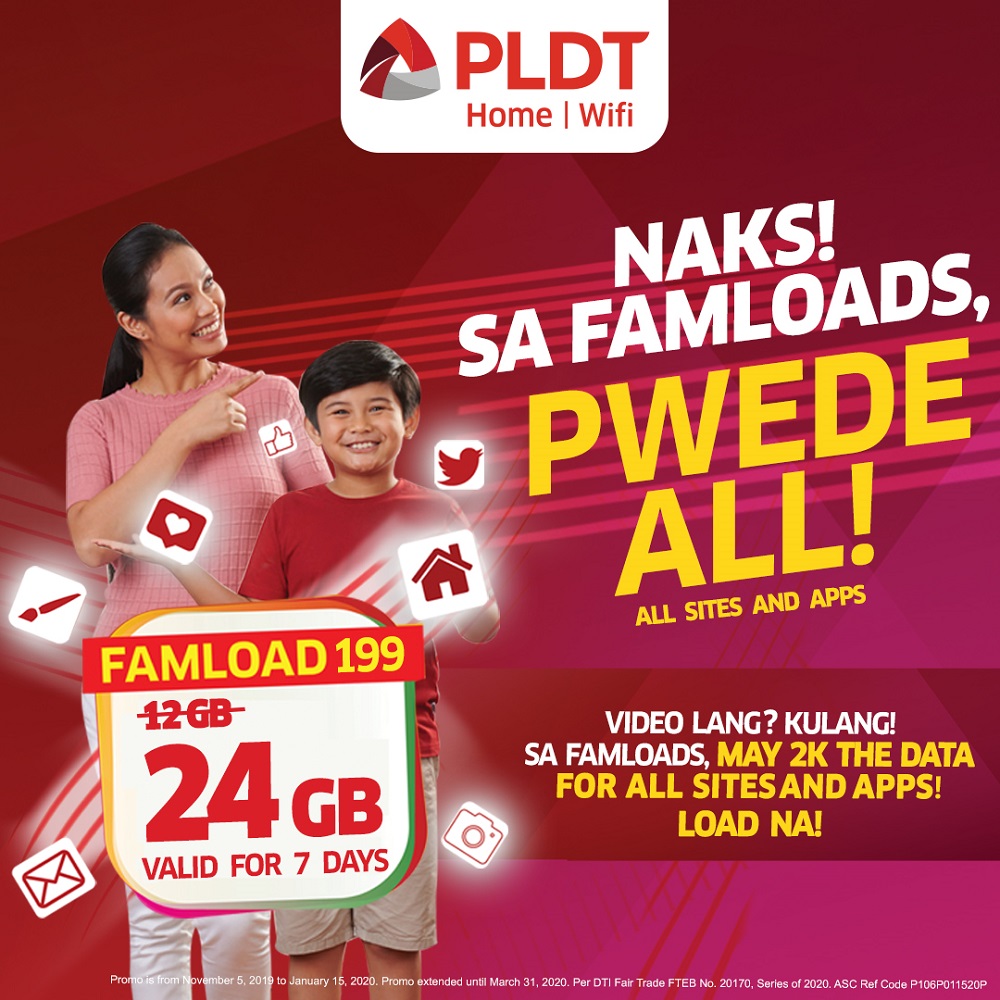 PLDT
Home | Wifi
NAKS!
SA FAMLOADS,
PWEDE
ALL!
ALL SITES AND APPS
FAMLOAD 199
12 GB
24 GB
VALID FOR 7 DAYS
VIDEO LANG? KULANG!
SA FAMLOADS, MAY 2K THE DATA
FOR ALL SITES AND APPS!
LOAD NA!
Promo is from November 5, 2019 to January 15, 2020. Promo extended until March 31, 2020. Per DTI Fair Trade FTEB No. 20170, Series of 2020. ASC Ref Code P106P011520P